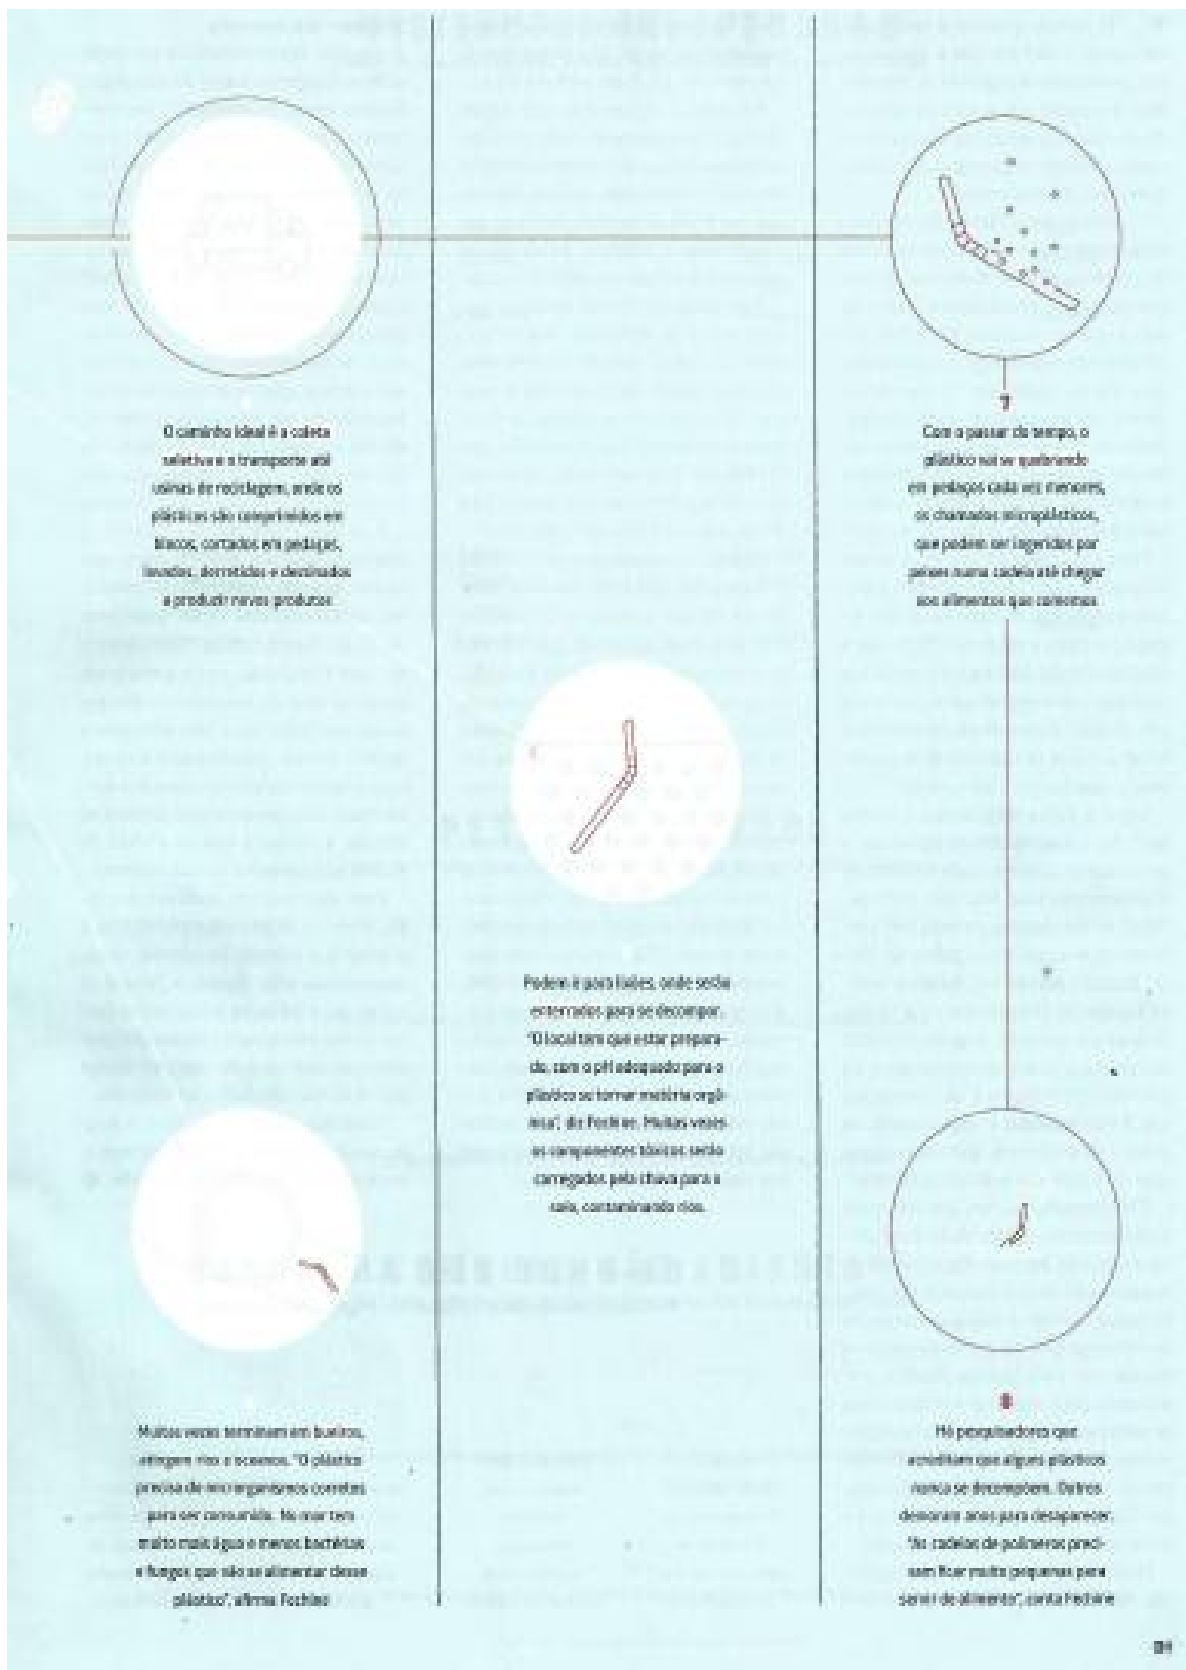 O caminho ideal é a coleta
seletiva e o transporte até
usinas de reciclagem, onde os
plásticos são comprimidos em
blocos, cortados em pedaços,
lavados, derretidos e destinados
a produzir novos produtos
Podem ir para lixões, onde serão
enterrados para se decompor.
"O local tem que estar prepara-
do, com o pH adequado para o
plástico se tornar matéria orgâ-
nica", diz Fechine. Muitas vezes
os componentes tóxicos serão
carregados pela chuva para o
solo, contaminando rios.
Muitas vezes terminam em bueiros,
atingem rios e oceanos. "O plástico
precisa de microrganismos corretos
para ser consumido. No mar tem
muito mais água e menos bactérias
e fungos que vão se alimentar desse
plástico", afirma Fechine
7
Com o passar do tempo, o
plástico vai se quebrando
em pedaços cada vez menores,
os chamados microplásticos,
que podem ser ingeridos por
peixes numa cadeia até chegar
aos alimentos que comemos
8
Há pesquisadores que
acreditam que alguns plásticos
nunca se decompõem. Outros
demoram anos para desaparecer.
"As cadeias de polímeros preci-
sam ficar muito pequenas para
servir de alimento", conta Fechine